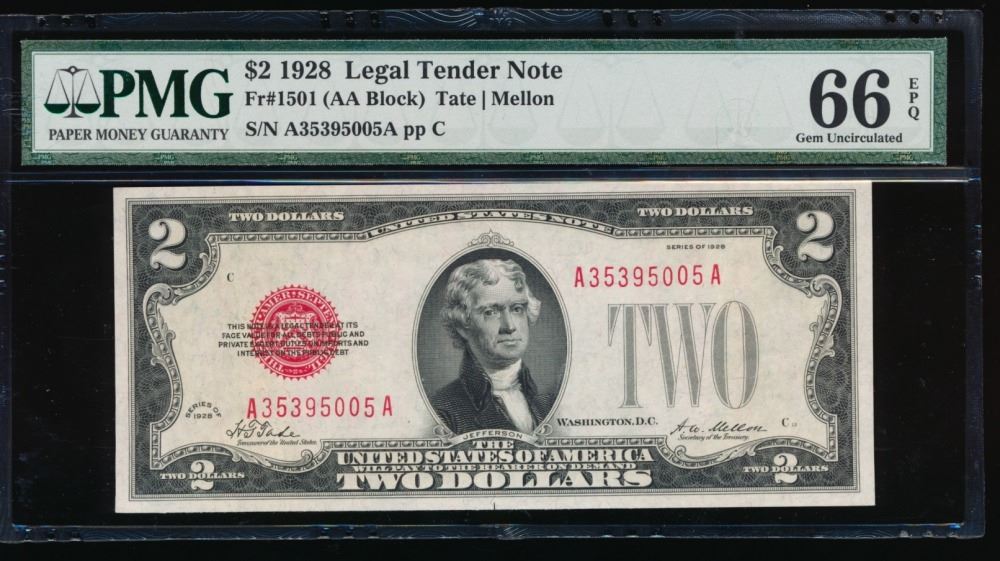 PMG
PAPER MONEY GUARANTY
$2 1928 Legal Tender Note
Fr#1501 (AA Block) Tate | Mellon
S/N A35395005A pp C
66 EPQ
Gem Uncirculated
2
TWO DOLLARS
UNITED STATES NOTE
TWO DOLLARS
2
SERIES OF 1928
C
A35395005A
THIS NOTE IS A LEGAL TENDER AT ITS
FACE VALUE FOR ALL DEBTS PUBLIC AND
PRIVATE EXCEPT DUTIES ON IMPORTS AND
INTEREST ON THE PUBLIC DEBT
TWO
SERIES OF
1928
A35395005A
WASHINGTON, D.C.
H.T. Tate
Treasurer of the United States.
A.W. Mellon
Secretary of the Treasury.
C
JEFFERSON
THE
UNITED STATES OF AMERICA
WILL PAY TO THE BEARER ON DEMAND
TWO DOLLARS
TWO DOLLARS
2
TWO DOLLARS
2